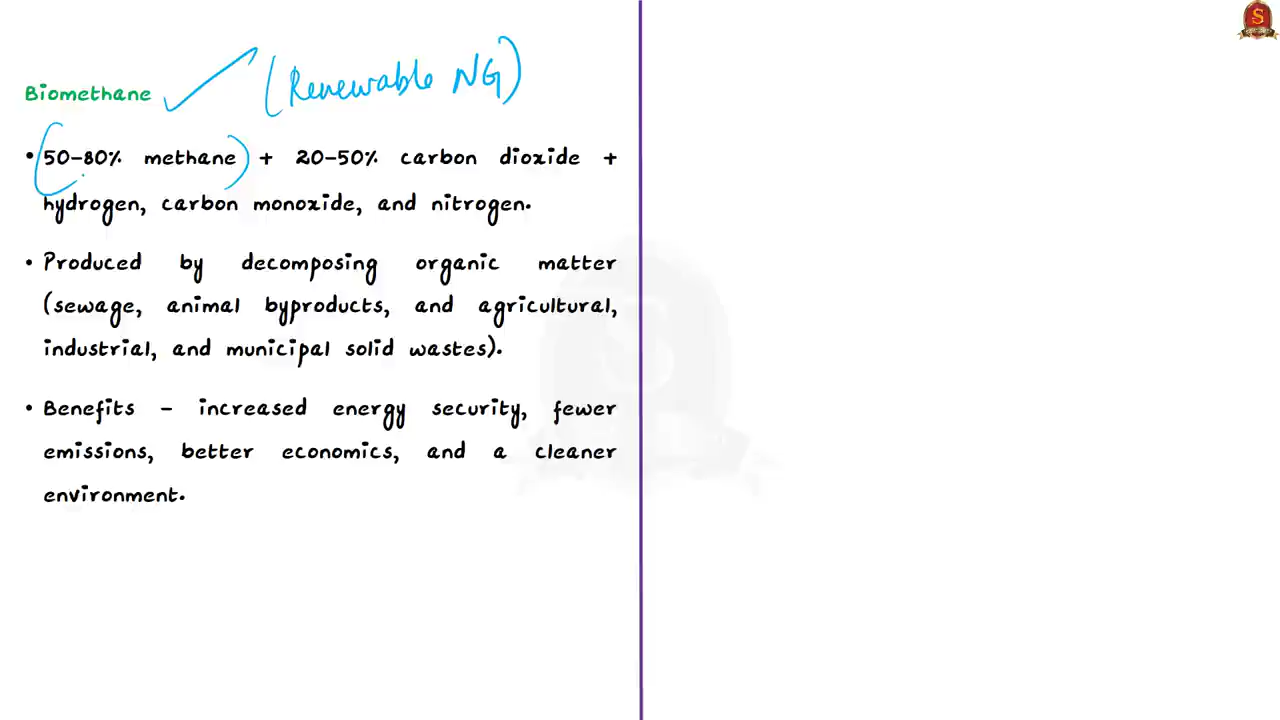 Biomethane (Renewable NG)
• 50-80% methane + 20-50% carbon dioxide +
hydrogen, carbon monoxide, and nitrogen.
• Produced by decomposing organic matter
(sewage, animal byproducts, and agricultural,
industrial, and municipal solid wastes).
• Benefits - increased energy security, fewer
emissions, better economics, and a cleaner
environment.
S